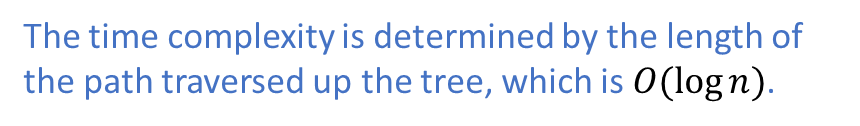 The time complexity is determined by the length of
the path traversed up the tree, which is O(log n).